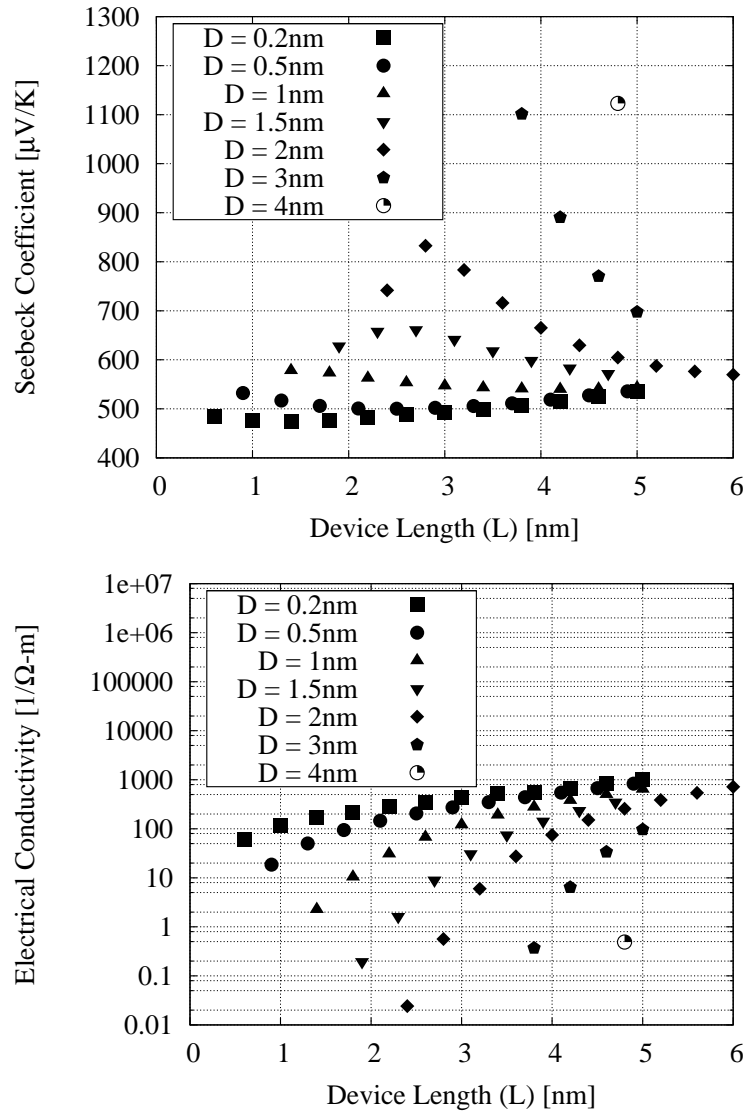 1300
1200
1100
1000
900
800
700
600
500
400
Seebeck Coefficient [μV/K]
D = 0.2nm
D = 0.5nm
D = 1nm
D = 1.5nm
D = 2nm
D = 3nm
D = 4nm
0 1 2 3 4 5 6
Device Length (L) [nm]
1e+07
1e+06
100000
10000
1000
100
10
1
0.1
0.01
Electrical Conductivity [1/Ω-m]
D = 0.2nm
D = 0.5nm
D = 1nm
D = 1.5nm
D = 2nm
D = 3nm
D = 4nm
0 1 2 3 4 5 6
Device Length (L) [nm]